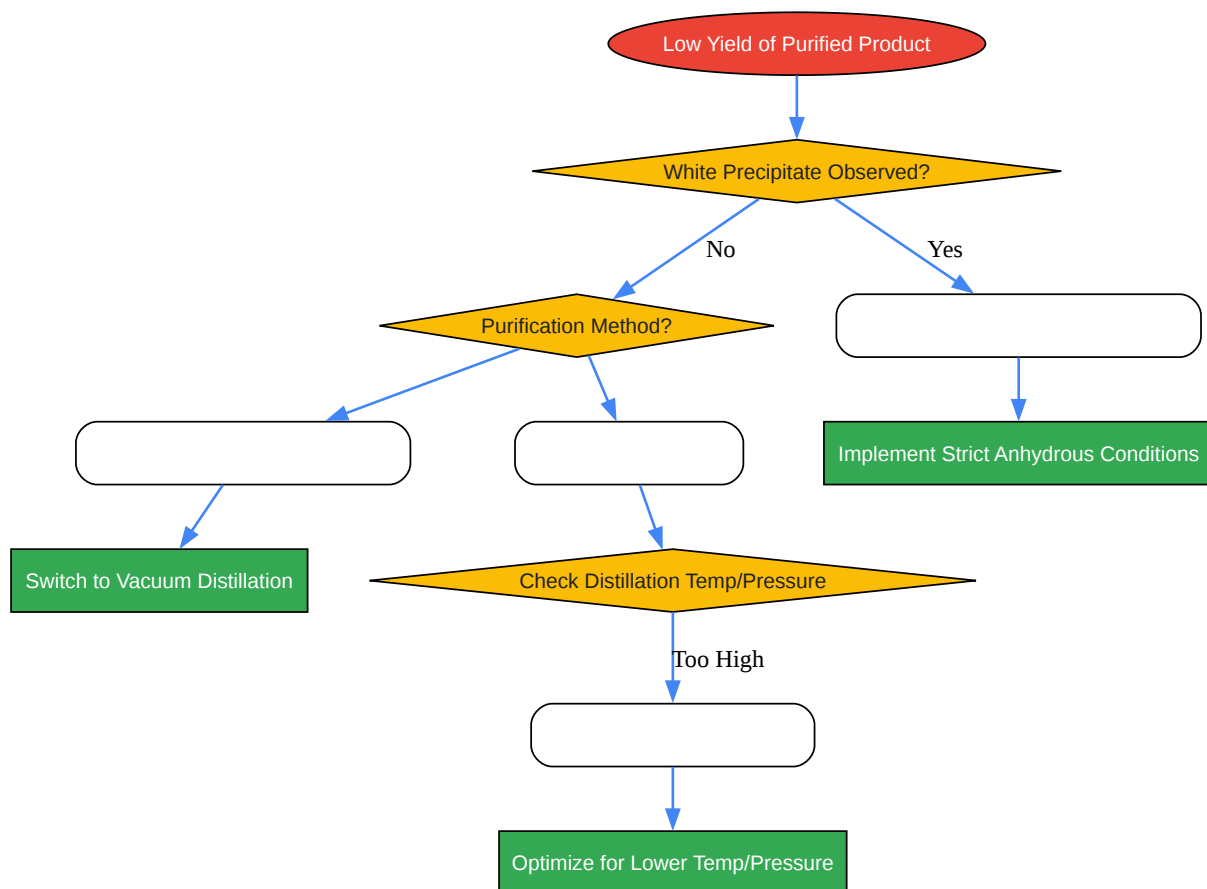 Low Yield of Purified Product
White Precipitate Observed?
No
Yes
Purification Method?
Implement Strict Anhydrous Conditions
Switch to Vacuum Distillation
Check Distillation Temp/Pressure
Too High
Optimize for Lower Temp/Pressure